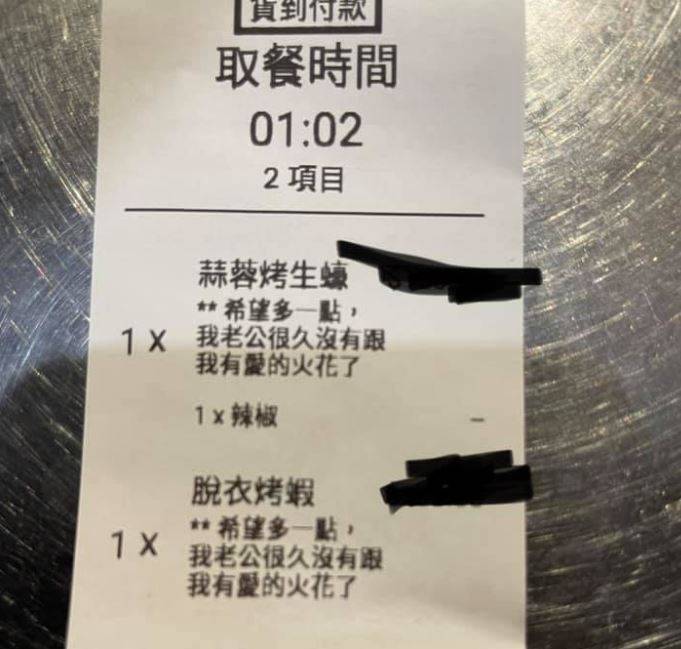 貨到付款
取餐時間
01:02
2 項目
蒜蓉烤生蠔
** 希望多一點，
1 x 我老公很久沒有跟
我有愛的火花了
1 x 辣椒 –
脫衣烤蝦
** 希望多一點，
1 x 我老公很久沒有跟
我有愛的火花了